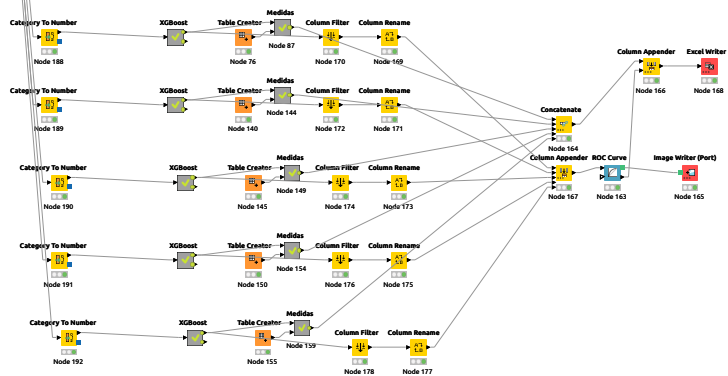 Category To Number
XGBoost
Table Creator
Medidas
Column Filter
Column Rename
Node 188
Node 76
Node 87
Node 170
Node 169
Column Appender
Excel Writer
Node 166
Node 168
Category To Number
XGBoost
Table Creator
Medidas
Column Filter
Column Rename
Node 189
Node 140
Node 144
Node 172
Node 171
Concatenate
Node 164
Category To Number
XGBoost
Table Creator
Medidas
Column Filter
Column Rename
Node 190
Node 145
Node 149
Node 174
Node 173
Column Appender
ROC Curve
Image Writer (Port)
Node 167
Node 163
Node 165
Category To Number
XGBoost
Table Creator
Medidas
Column Filter
Column Rename
Node 191
Node 150
Node 154
Node 176
Node 175
Category To Number
XGBoost
Table Creator
Medidas
Column Filter
Column Rename
Node 192
Node 155
Node 159
Node 178
Node 177